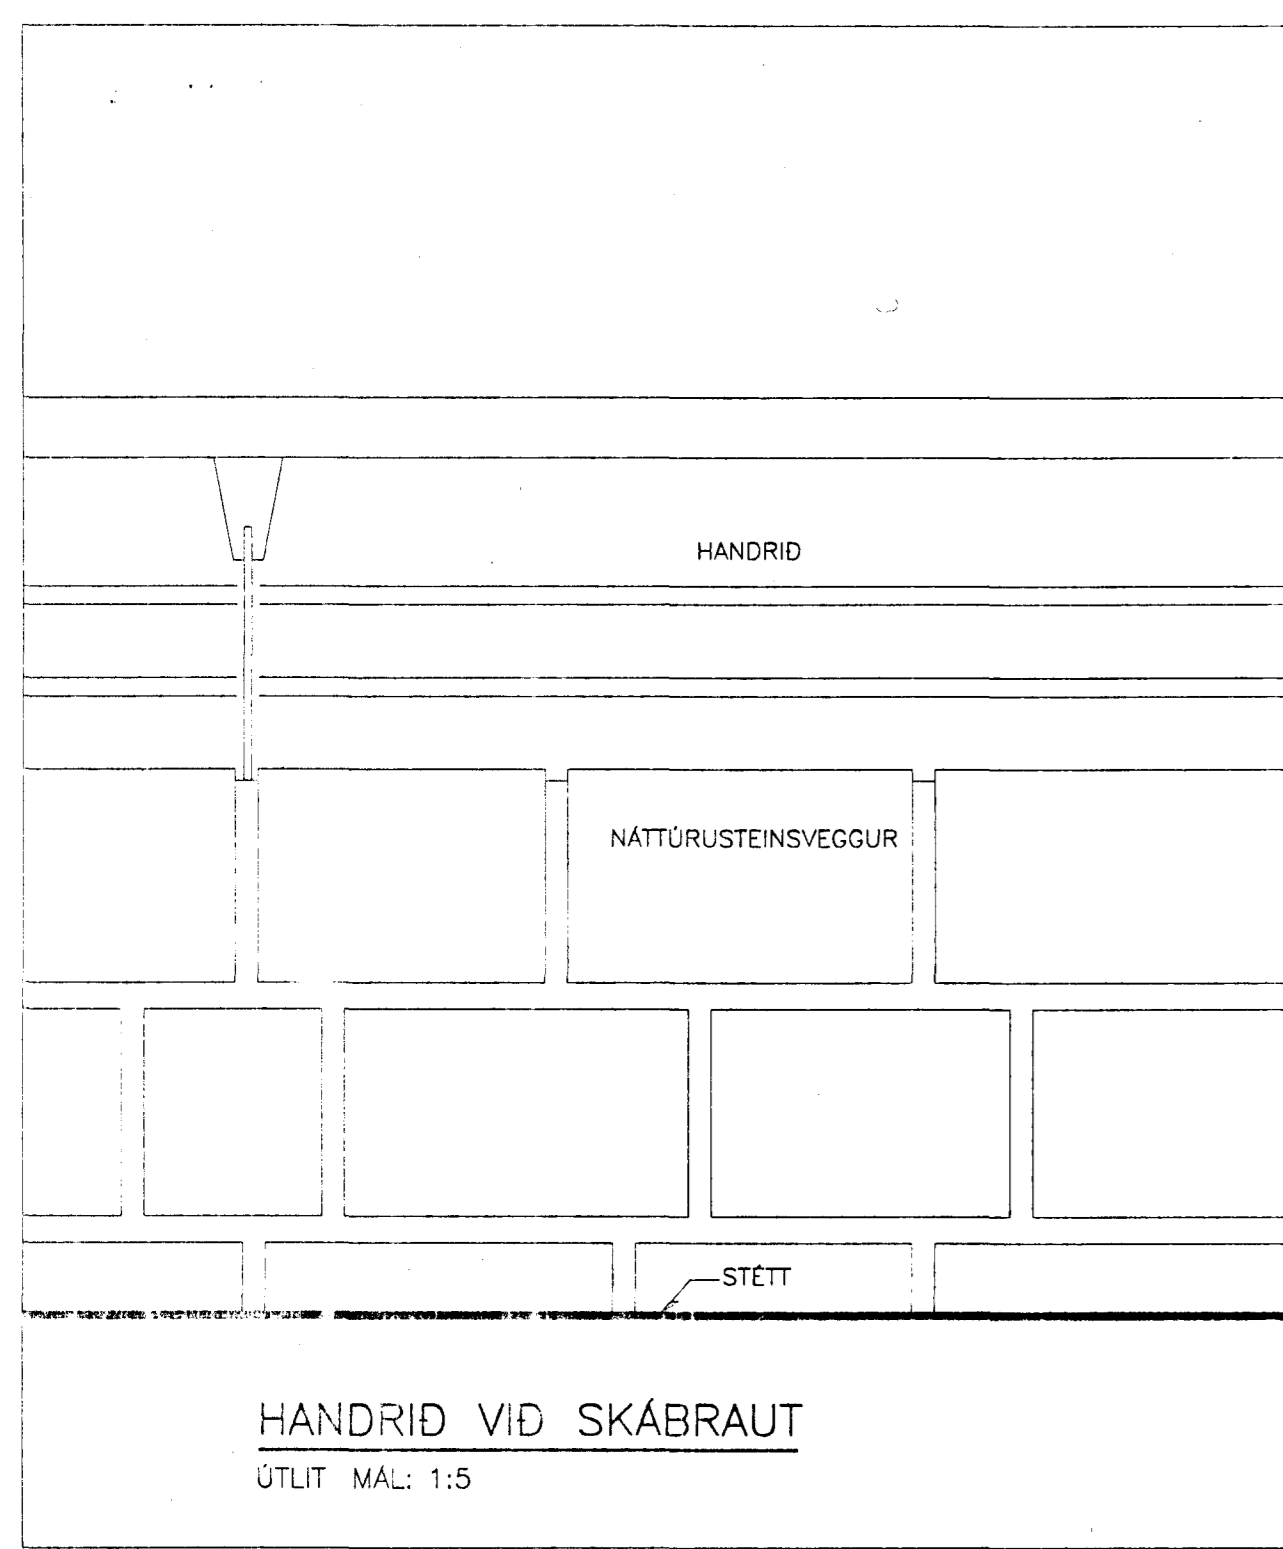 HANDRIÐ
NÁTTÚRUSTEINSVEGGUR
STÉTT
HANDRIÐ VIÐ SKÁBRAUT
ÚTLIT MÁL: 1:5